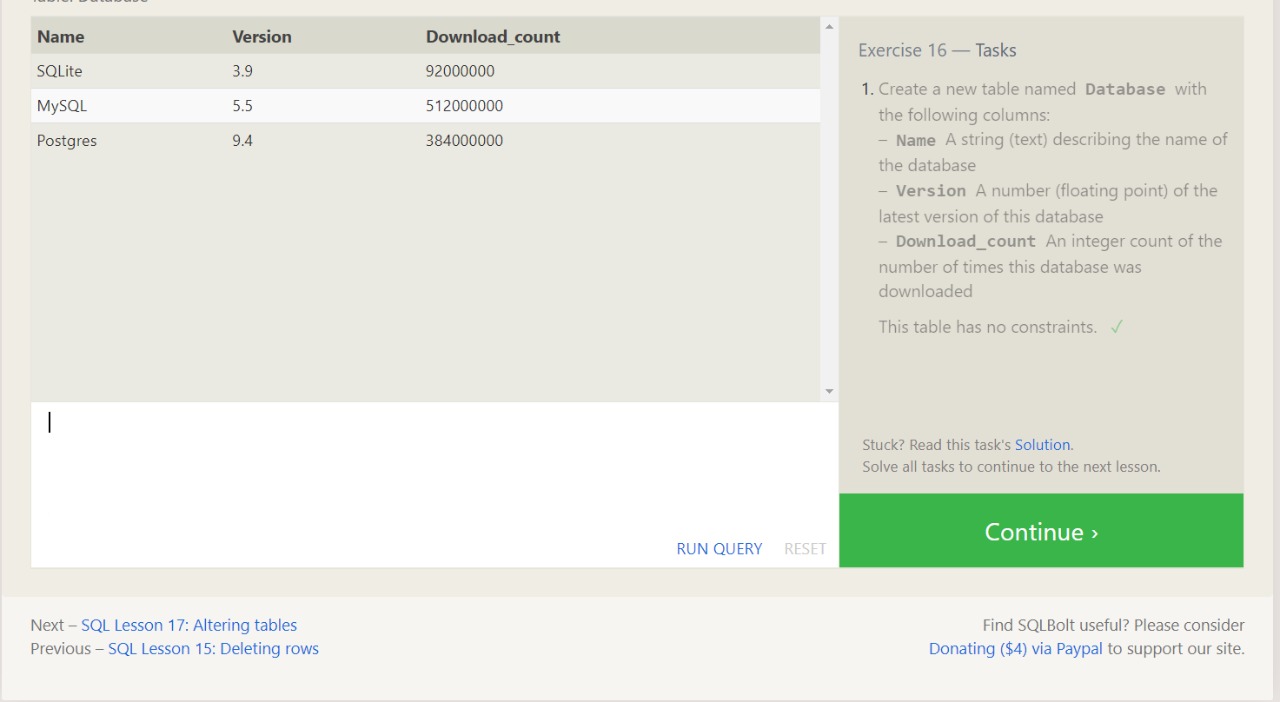 Table: Database
Name Version Download_count
SQLite 3.9 92000000
MySQL 5.5 512000000
Postgres 9.4 384000000
Exercise 16 — Tasks
1. Create a new table named Database with
the following columns:
– Name A string (text) describing the name of
the database
– Version A number (floating point) of the
latest version of this database
– Download_count An integer count of the
number of times this database was
downloaded
This table has no constraints. ✓
Stuck? Read this task's Solution.
Solve all tasks to continue to the next lesson.
RUN QUERY RESET
Continue ›
Next – SQL Lesson 17: Altering tables
Previous – SQL Lesson 15: Deleting rows
Find SQLBolt useful? Please consider
Donating ($4) via Paypal to support our site.